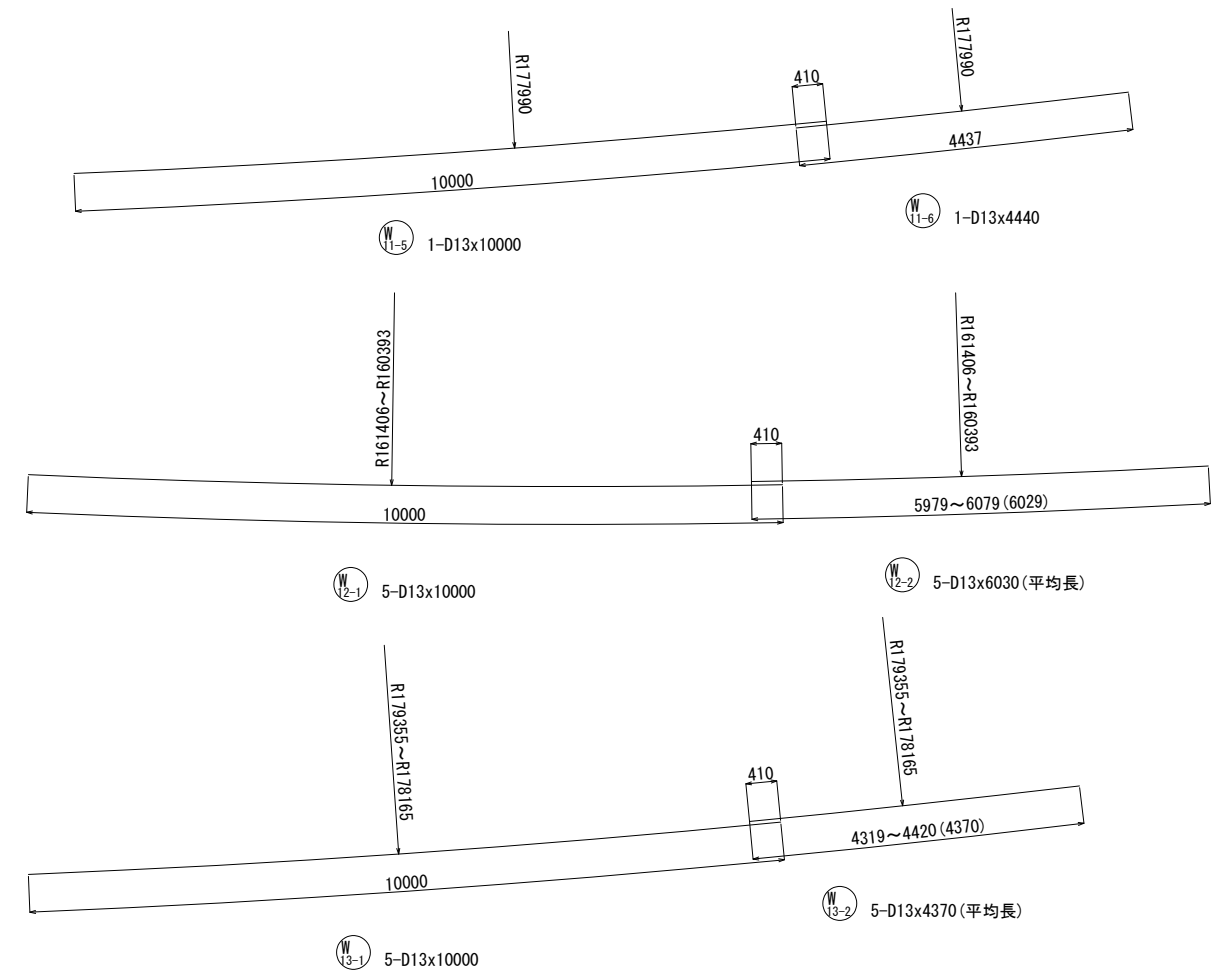 R177990
R177990
410
4437
10000
W
11-5
1-D13x10000
W
11-6
1-D13x4440
R161406～R160393
R161406～R160393
410
5979～6079(6029)
10000
W
12-1
5-D13x10000
W
12-2
5-D13x6030(平均長)
R179355～R178165
R179355～R178165
410
4319～4420(4370)
10000
W
13-1
5-D13x10000
W
13-2
5-D13x4370(平均長)